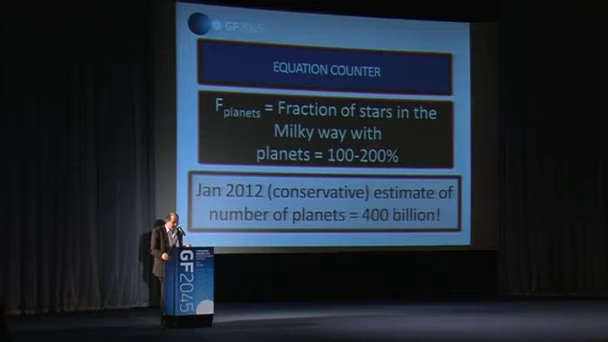 GF2045
EQUATION COUNTER
Fplanets = Fraction of stars in the
Milky way with
planets = 100-200%
Jan 2012 (conservative) estimate of
number of planets = 400 billion!
GF2045